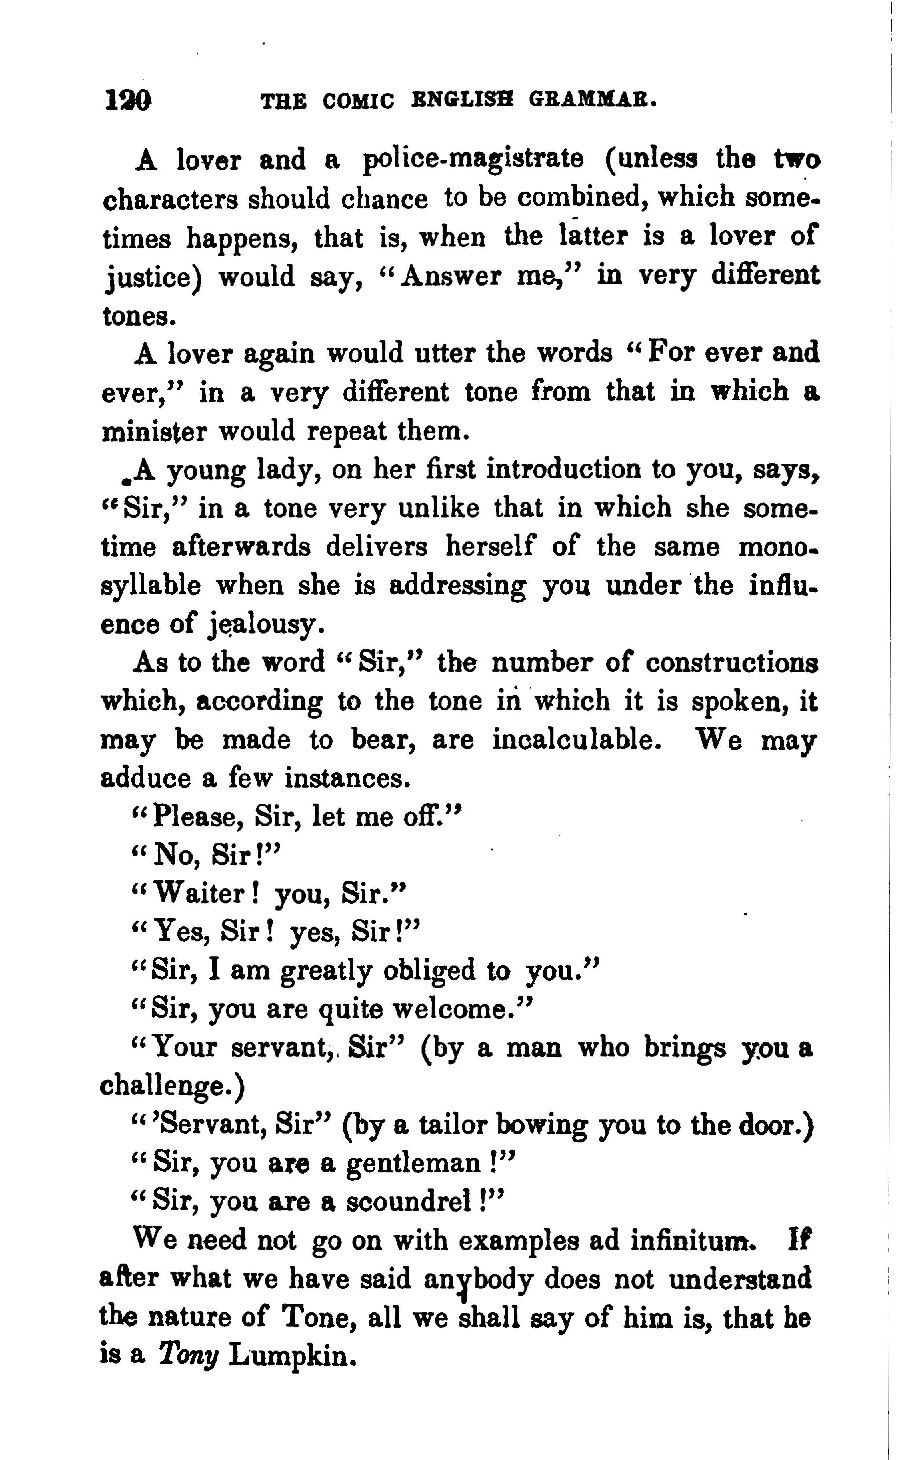 120 THE COMIC ENGLISH GRAMMAR.
A lover and a police-magistrate (unless the two
characters should chance to be combined, which some-
times happens, that is, when the latter is a lover of
justice) would say, “Answer me,” in very different
tones.
A lover again would utter the words “For ever and
ever,” in a very different tone from that in which a
minister would repeat them.
A young lady, on her first introduction to you, says,
“Sir,” in a tone very unlike that in which she some-
time afterwards delivers herself of the same mono-
syllable when she is addressing you under the influ-
ence of jealousy.
As to the word “Sir,” the number of constructions
which, according to the tone in which it is spoken, it
may be made to bear, are incalculable. We may
adduce a few instances.
“Please, Sir, let me off.”
“No, Sir!”
“Waiter! you, Sir.”
“Yes, Sir! yes, Sir!”
“Sir, I am greatly obliged to you.”
“Sir, you are quite welcome.”
“Your servant, Sir” (by a man who brings you a
challenge.)
“’Servant, Sir” (by a tailor bowing you to the door.)
“Sir, you are a gentleman!”
“Sir, you are a scoundrel!”
We need not go on with examples ad infinitum. If
after what we have said anybody does not understand
the nature of Tone, all we shall say of him is, that he
is a Tony Lumpkin.